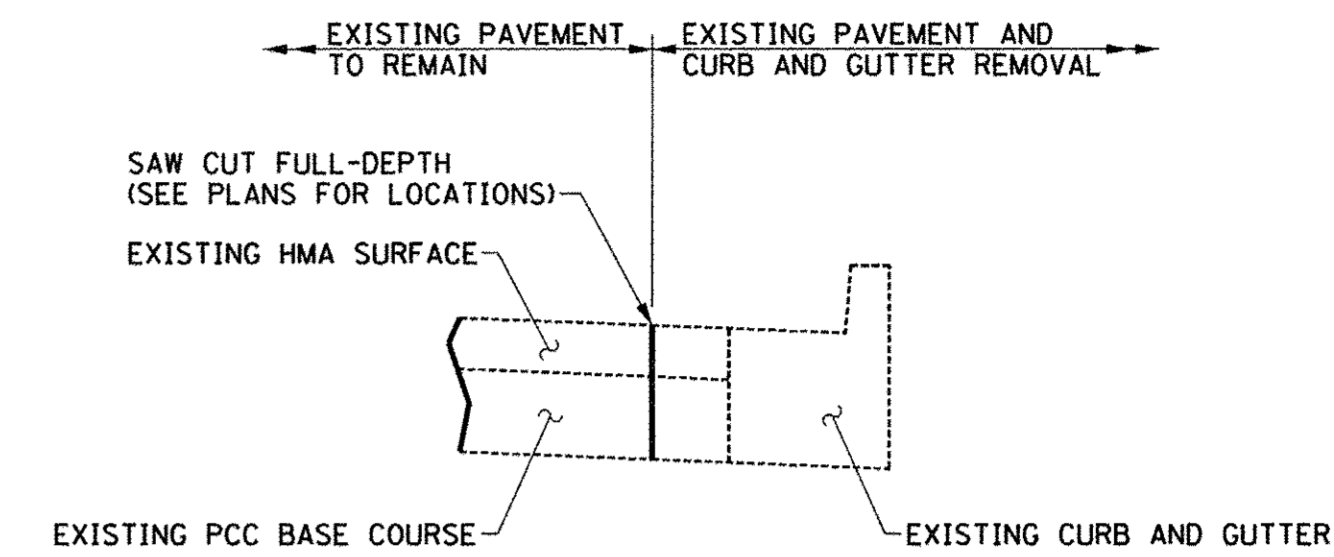 EXISTING PAVEMENT
TO REMAIN
EXISTING PAVEMENT AND
CURB AND GUTTER REMOVAL
SAW CUT FULL-DEPTH
(SEE PLANS FOR LOCATIONS)
EXISTING HMA SURFACE
EXISTING PCC BASE COURSE
EXISTING CURB AND GUTTER